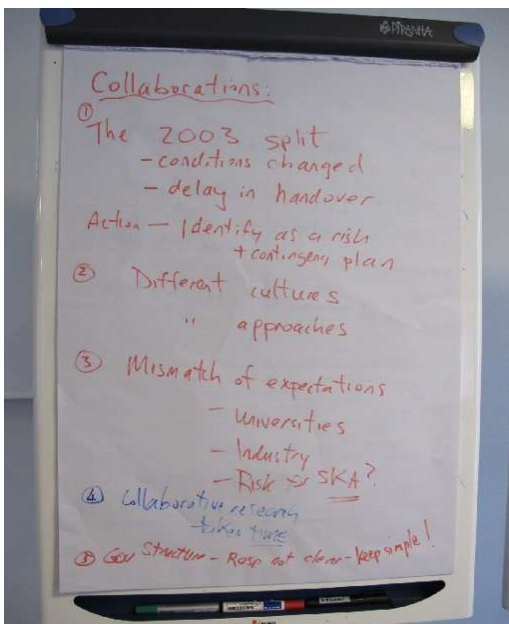 PIRANHA
Collaborations:
① The 2003 split
- conditions changed
- delay in handover
Action - Identify as a risk
+ contingency plan
② Different cultures
" approaches
③ Mismatch of expectations
- Universities
- Industry
- Risk for SKA?
④ Collaborative research
takes time
⑤ Gov Structure - Resp not clear - keep simple!